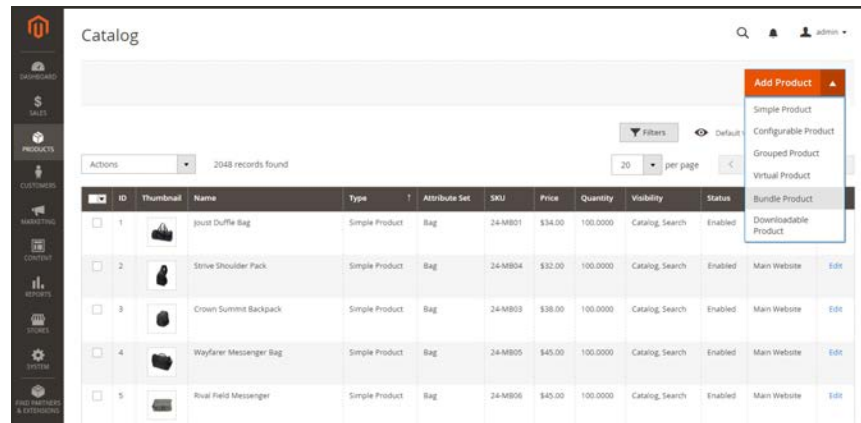 Catalog
admin
DASHBOARD
SALES
PRODUCTS
CUSTOMERS
MARKETING
CONTENT
REPORTS
STORES
SYSTEM
FIND PARTNERS
& EXTENSIONS
Add Product
Simple Product
Configurable Product
Grouped Product
Virtual Product
Bundle Product
Downloadable
Product
Filters
Default
Actions
2048 records found
20 per page
ID Thumbnail Name Type Attribute Set SKU Price Quantity Visibility Status
1 Joust Duffle Bag Simple Product Bag 24-MB01 $34.00 100.0000 Catalog, Search Enabled
2 Strive Shoulder Pack Simple Product Bag 24-MB04 $32.00 100.0000 Catalog, Search Enabled Main Website Edit
3 Crown Summit Backpack Simple Product Bag 24-MB03 $38.00 100.0000 Catalog, Search Enabled Main Website Edit
4 Wayfarer Messenger Bag Simple Product Bag 24-MB05 $45.00 100.0000 Catalog, Search Enabled Main Website Edit
5 Rival Field Messenger Simple Product Bag 24-MB06 $45.00 100.0000 Catalog, Search Enabled Main Website Edit